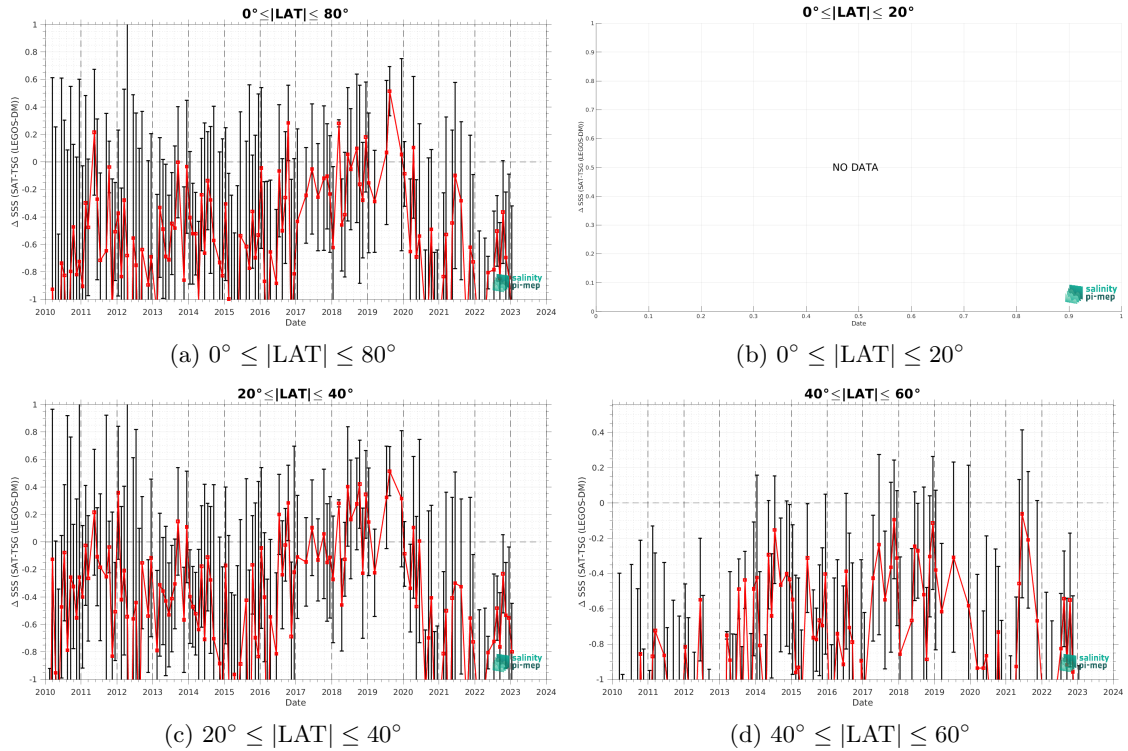 0°≤|LAT|≤ 80°
1
0.8
0.6
0.4
0.2
0
-0.2
-0.4
-0.6
-0.8
-1
Δ SSS (SAT-TSG (LEGOS-DM))
2010 2011 2012 2013 2014 2015 2016 2017 2018 2019 2020 2021 2022 2023 2024
Date
salinity
pi-mep
(a) 0° ≤ |LAT| ≤ 80°
0°≤|LAT|≤ 20°
1
0.9
0.8
0.7
0.6
0.5
0.4
0.3
0.2
0.1
0
Δ SSS (SAT-TSG (LEGOS-DM))
NO DATA
0 0.1 0.2 0.3 0.4 0.5 0.6 0.7 0.8 0.9 1
Date
salinity
pi-mep
(b) 0° ≤ |LAT| ≤ 20°
20°≤|LAT|≤ 40°
1
0.8
0.6
0.4
0.2
0
-0.2
-0.4
-0.6
-0.8
-1
Δ SSS (SAT-TSG (LEGOS-DM))
2010 2011 2012 2013 2014 2015 2016 2017 2018 2019 2020 2021 2022 2023 2024
Date
salinity
pi-mep
(c) 20° ≤ |LAT| ≤ 40°
40°≤|LAT|≤ 60°
0.4
0.2
0
-0.2
-0.4
-0.6
-0.8
-1
Δ SSS (SAT-TSG (LEGOS-DM))
2010 2011 2012 2013 2014 2015 2016 2017 2018 2019 2020 2021 2022 2023 2024
Date
salinity
pi-mep
(d) 40° ≤ |LAT| ≤ 60°